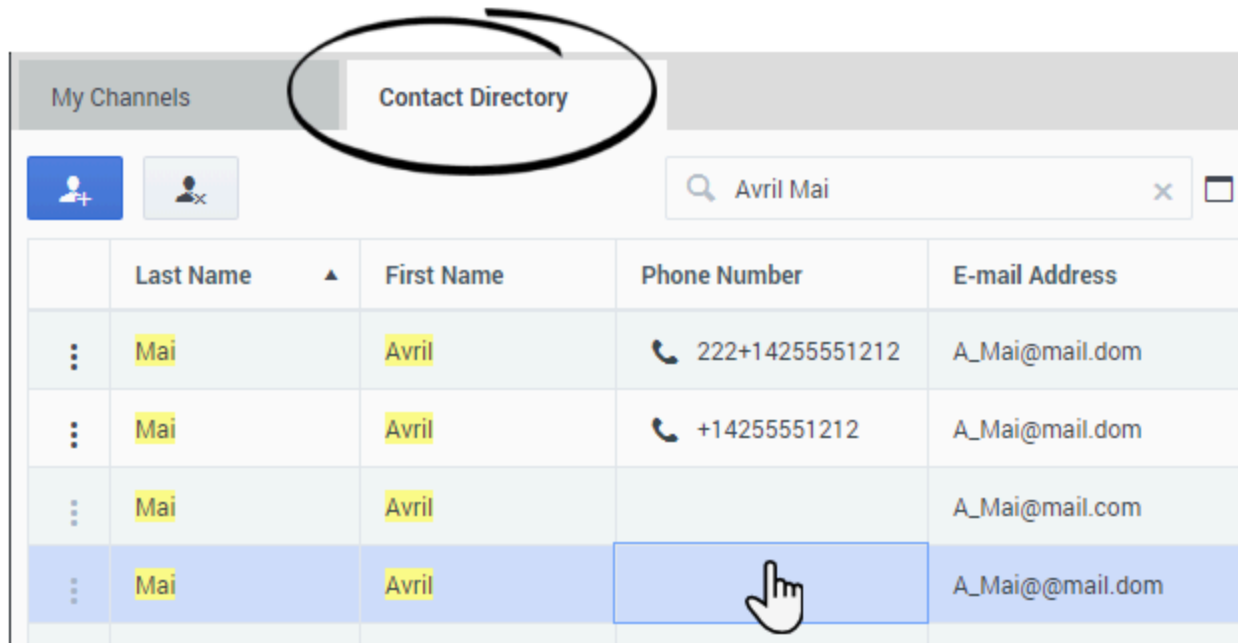 My Channels Contact Directory
Avril Mai
Last Name First Name Phone Number E-mail Address
Mai Avril 222+14255551212 A_Mai@mail.dom
Mai Avril +14255551212 A_Mai@mail.dom
Mai Avril A_Mai@mail.com
Mai Avril A_Mai@@mail.dom